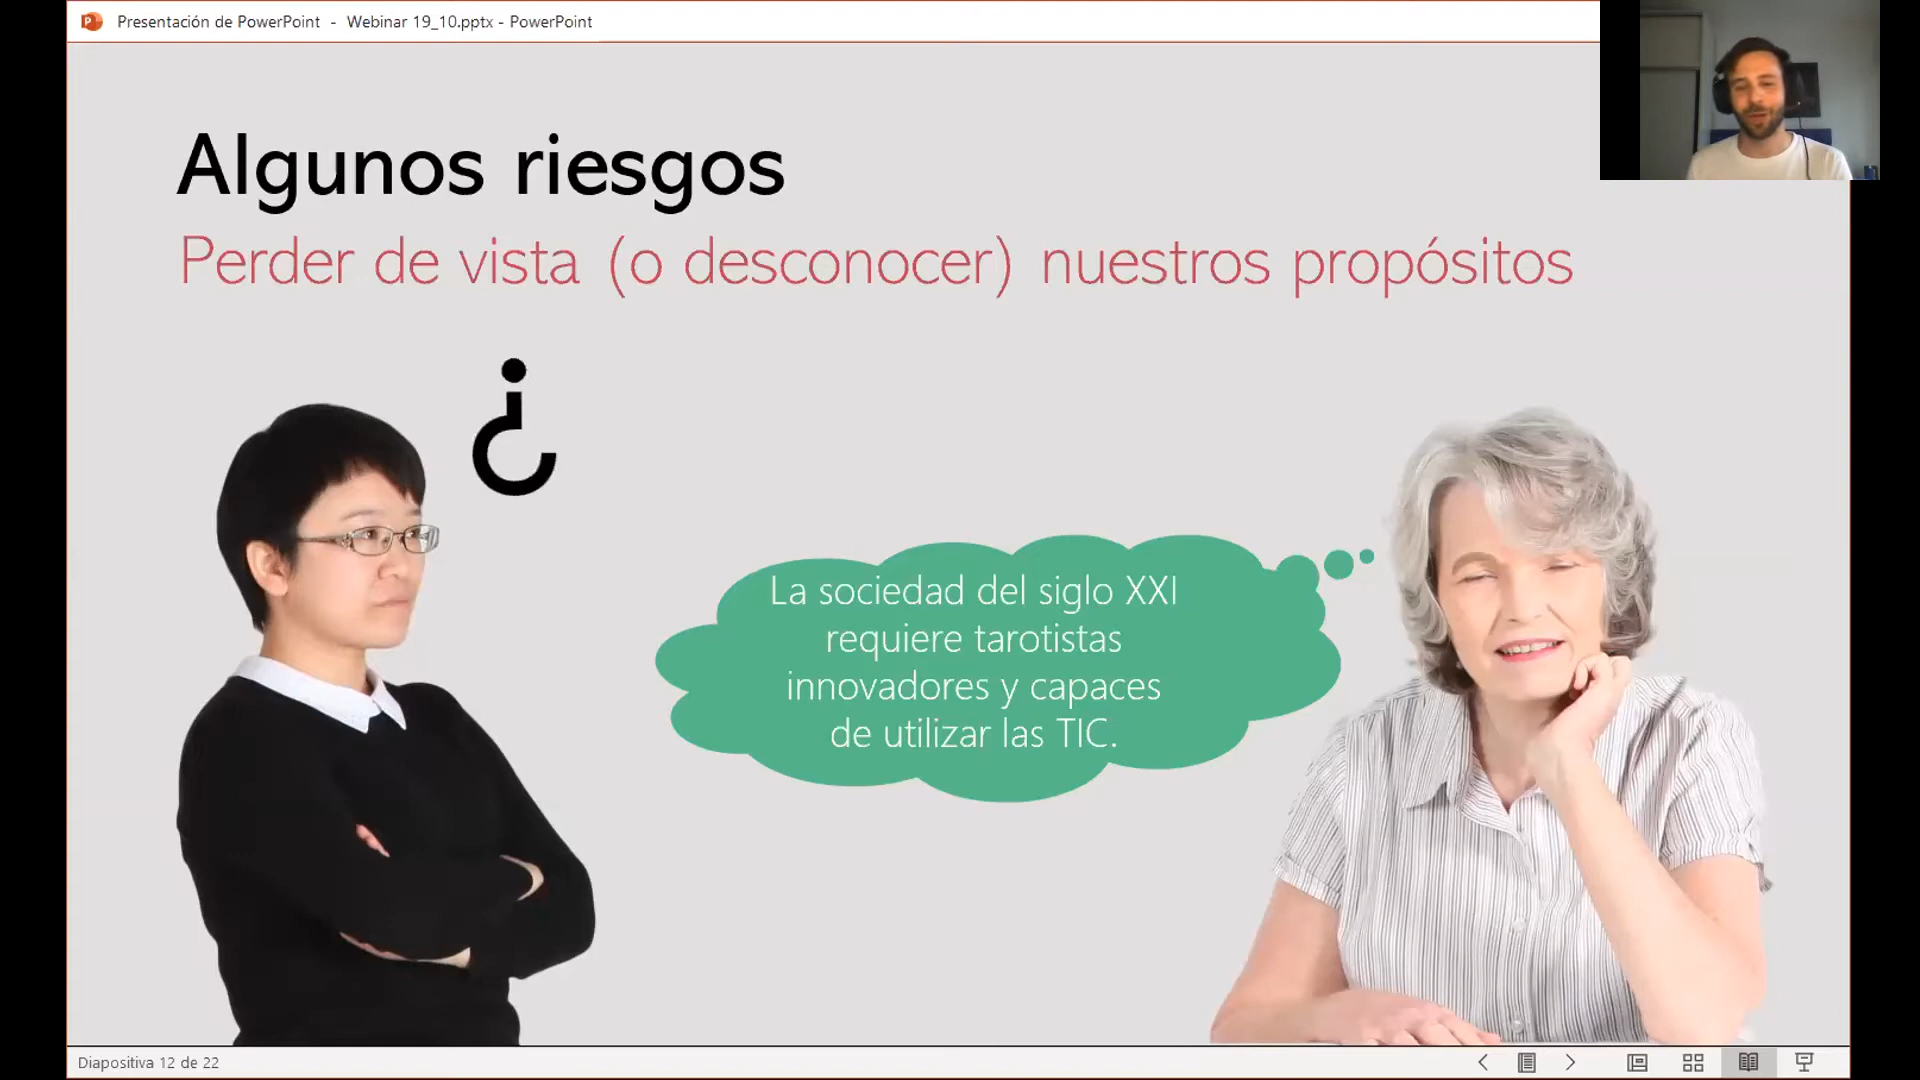 Presentación de PowerPoint - Webinar 19_10.pptx - PowerPoint
Algunos riesgos
Perder de vista (o desconocer) nuestros propósitos
¿
La sociedad del siglo XXI
requiere tarotistas
innovadores y capaces
de utilizar las TIC.
Diapositiva 12 de 22